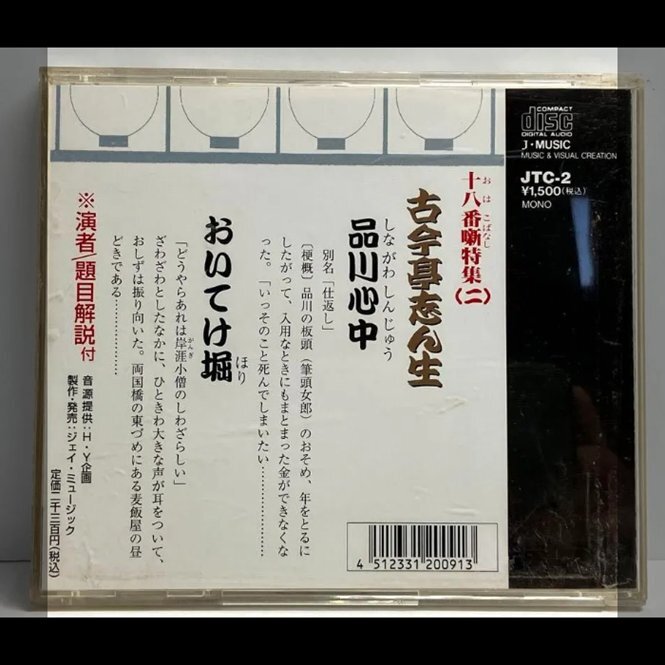 COMPACT
disc
DIGITAL AUDIO
J・MUSIC
MUSIC & VISUAL CREATION
JTC-2
¥1,500(税込)
MONO
十八番噺特集(二)
おはこばなし
古今亭志ん生
品川心中
しながわしんじゅう
別名「仕返し」
〔梗概〕品川の板頭(筆頭女郎)のおそめ、年をとるに
したがって、入用なときにもまとまった金ができなくな
った。「いっそのこと死んでしまいたい…………
おいてけ堀
ほり
「どうやらあれは岸涯小僧のしわざらしい」
がんぎ
ざわざわとしたなかに、ひときわ大きな声が耳をついて、
おしずは振り向いた。両国橋の東づめにある麦飯屋の昼
どきである………………
※演者/題目解説付
音源提供:H・Y企画
製作・発売:ジェイ・ミュージック
定価二千三百円(税込)
4 512331 200913